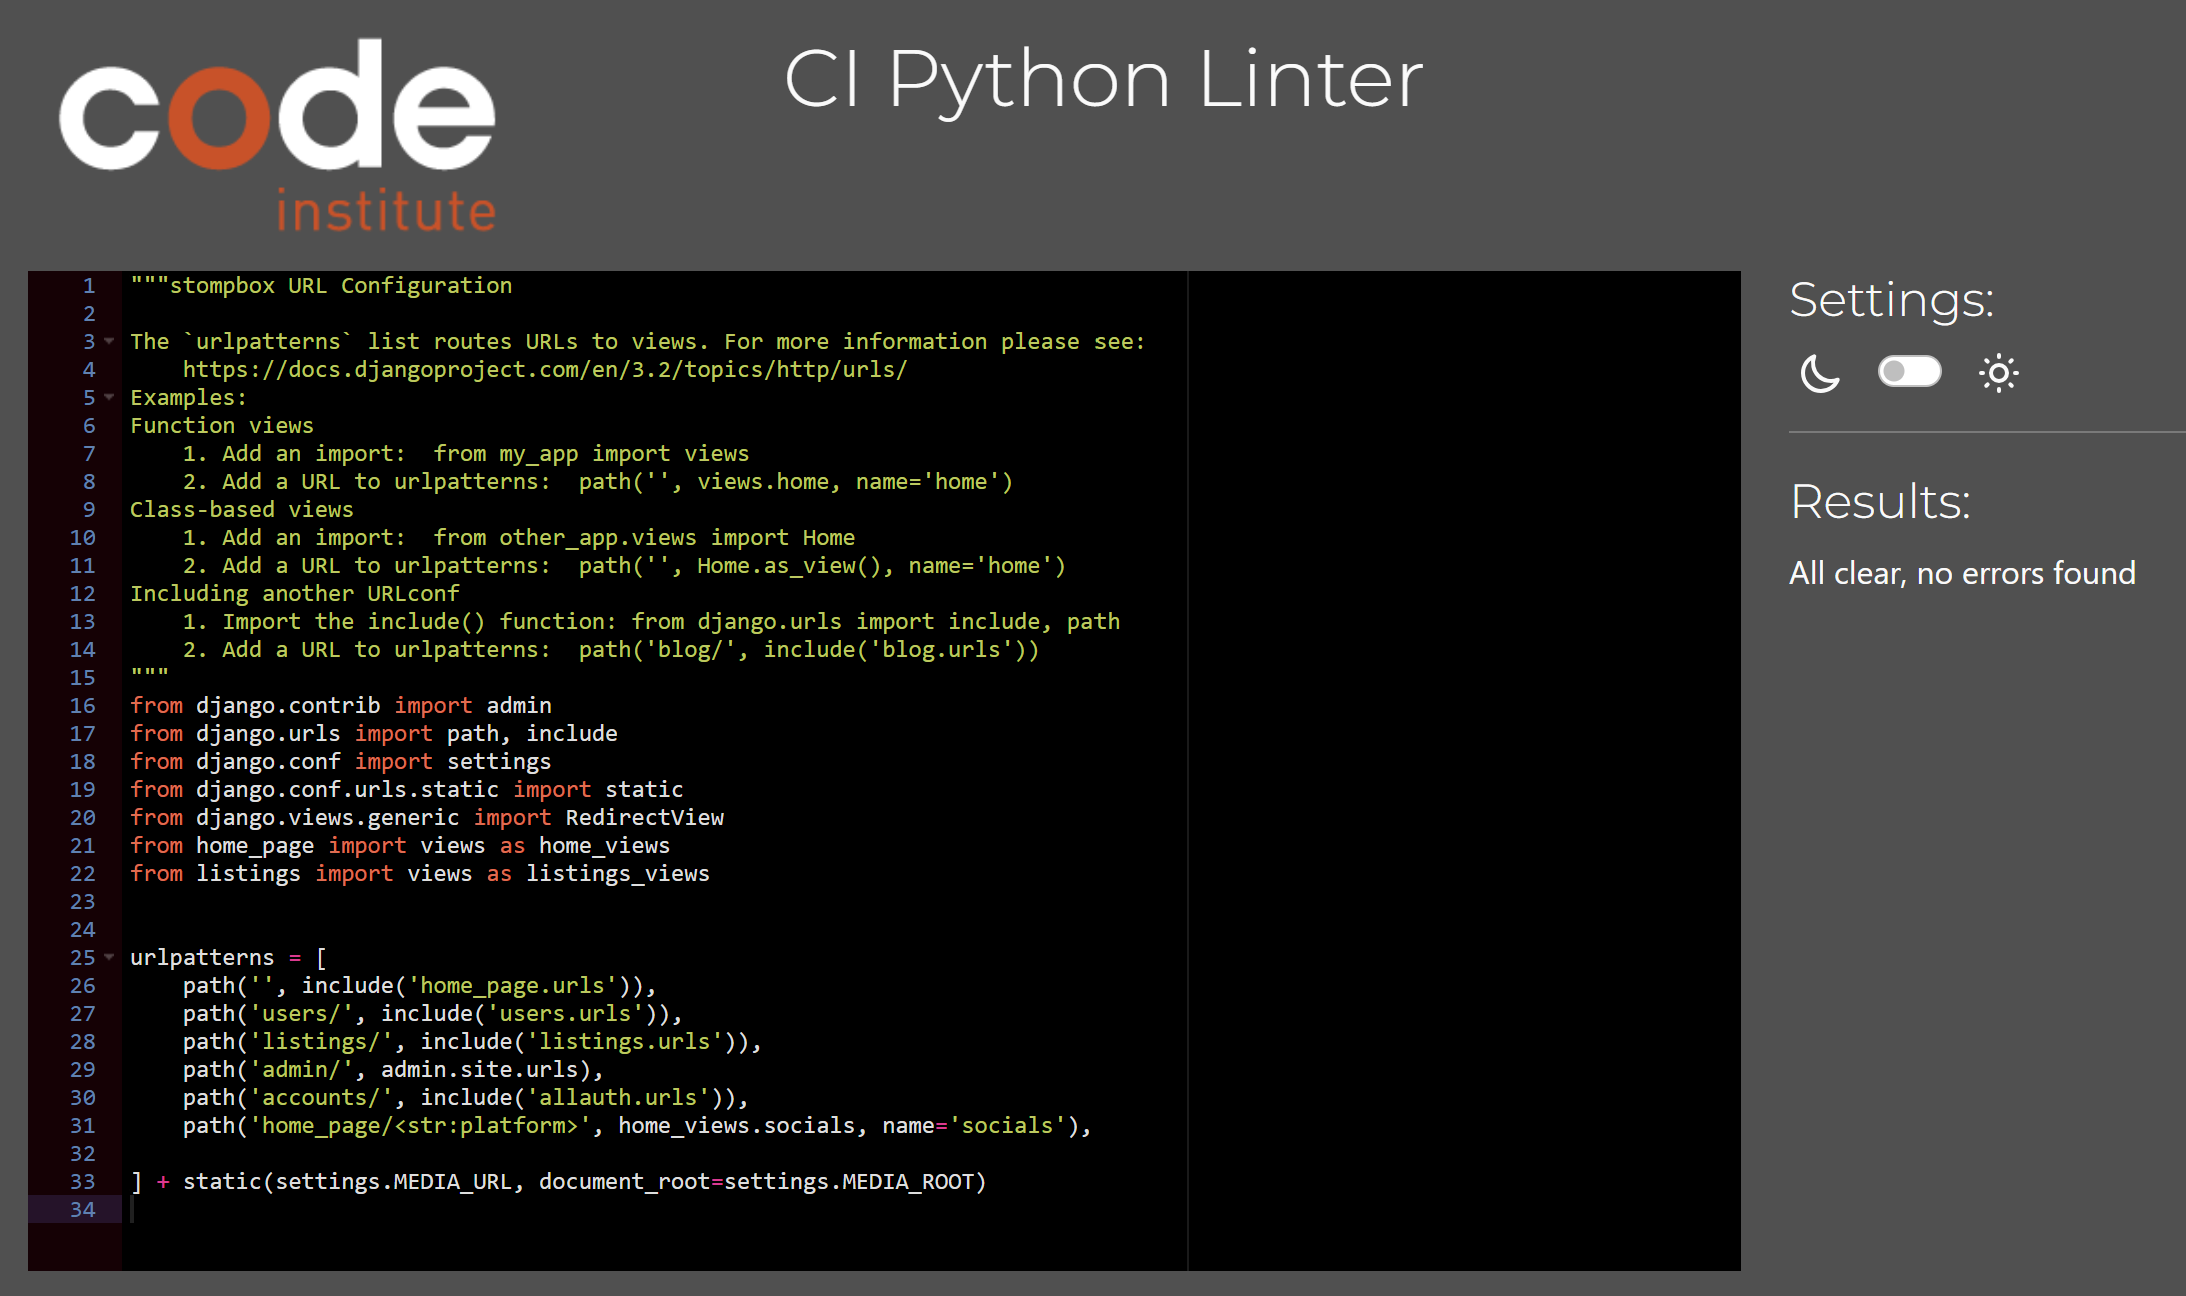 code
institute
CI Python Linter
1 """stompbox URL Configuration
2
3 The `urlpatterns` list routes URLs to views. For more information please see:
4     https://docs.djangoproject.com/en/3.2/topics/http/urls/
5 Examples:
6 Function views
7     1. Add an import:  from my_app import views
8     2. Add a URL to urlpatterns:  path('', views.home, name='home')
9 Class-based views
10     1. Add an import:  from other_app.views import Home
11     2. Add a URL to urlpatterns:  path('', Home.as_view(), name='home')
12 Including another URLconf
13     1. Import the include() function: from django.urls import include, path
14     2. Add a URL to urlpatterns:  path('blog/', include('blog.urls'))
15 """
16 from django.contrib import admin
17 from django.urls import path, include
18 from django.conf import settings
19 from django.conf.urls.static import static
20 from django.views.generic import RedirectView
21 from home_page import views as home_views
22 from listings import views as listings_views
23
24
25 urlpatterns = [
26     path('', include('home_page.urls')),
27     path('users/', include('users.urls')),
28     path('listings/', include('listings.urls')),
29     path('admin/', admin.site.urls),
30     path('accounts/', include('allauth.urls')),
31     path('home_page/<str:platform>', home_views.socials, name='socials'),
32
33 ] + static(settings.MEDIA_URL, document_root=settings.MEDIA_ROOT)
34
Settings:
Results:
All clear, no errors found